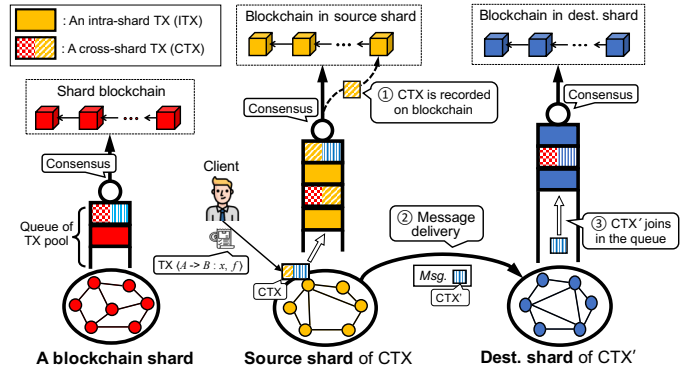 : An intra-shard TX (ITX)
: A cross-shard TX (CTX)
Blockchain in source shard
Blockchain in dest. shard
Shard blockchain
① CTX is recorded
on blockchain
Consensus
Consensus
Consensus
Client
Queue of
TX pool
TX ⟨A -> B : x, f⟩
CTX
② Message
delivery
Msg.
CTX′
③ CTX′ joins
in the queue
A blockchain shard
Source shard of CTX
Dest. shard of CTX′